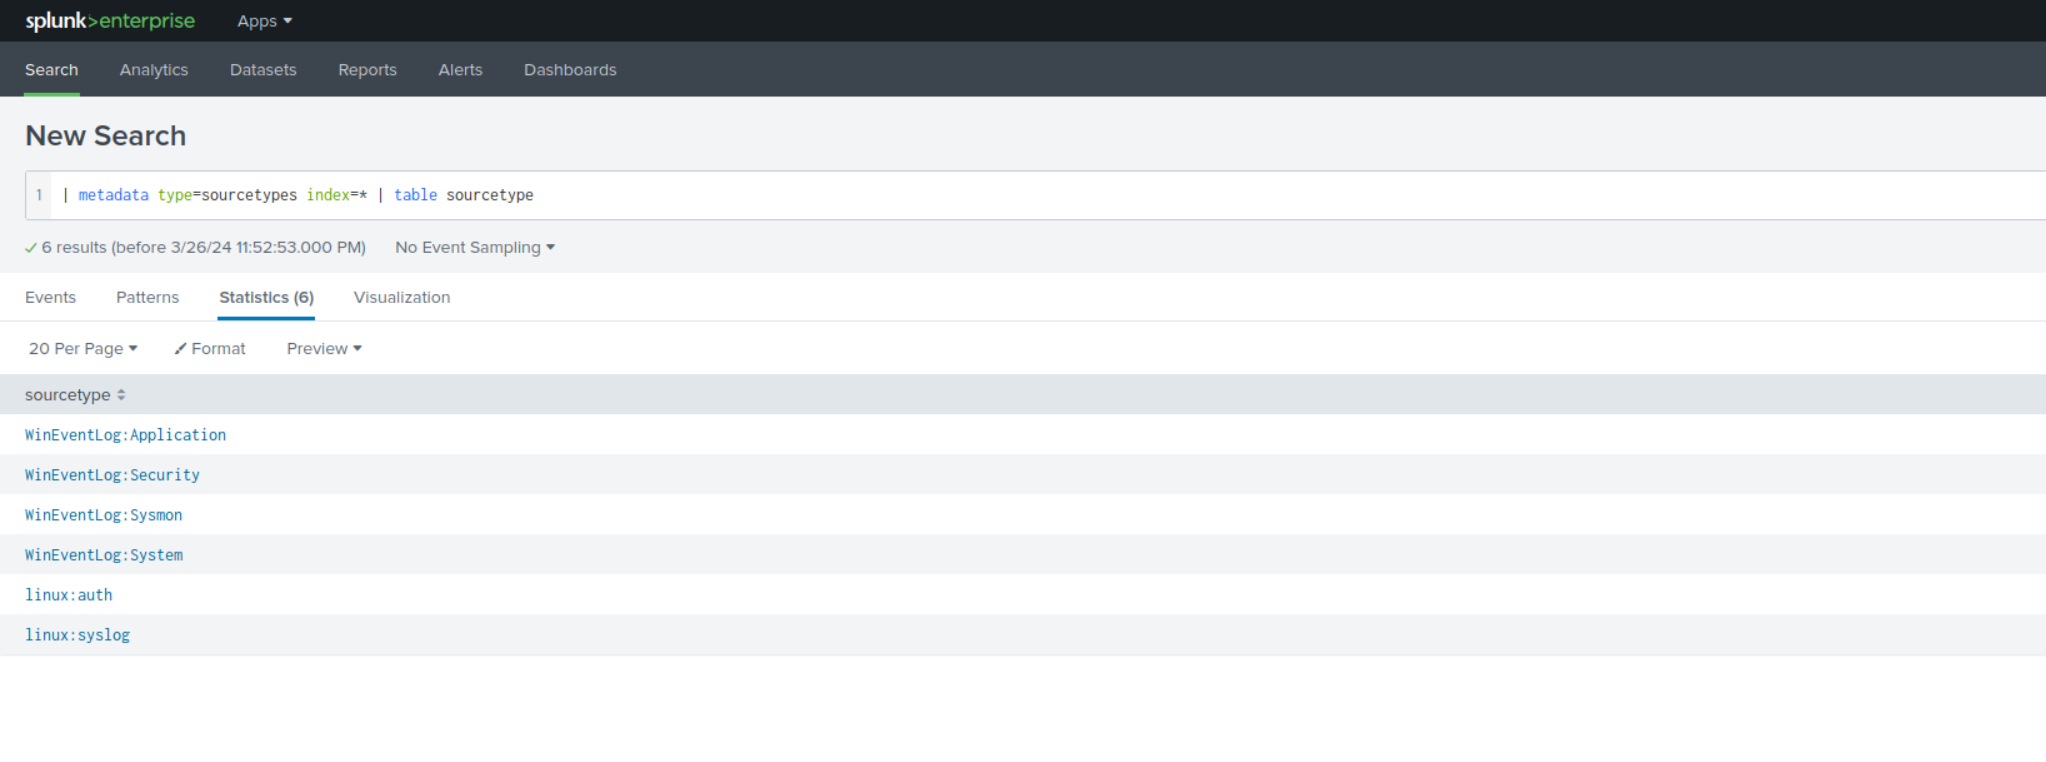 splunk>enterprise Apps
Search Analytics Datasets Reports Alerts Dashboards
New Search
1 | metadata type=sourcetypes index=* | table sourcetype
6 results (before 3/26/24 11:52:53.000 PM) No Event Sampling
Events Patterns Statistics (6) Visualization
20 Per Page Format Preview
sourcetype
WinEventLog:Application
WinEventLog:Security
WinEventLog:Sysmon
WinEventLog:System
linux:auth
linux:syslog